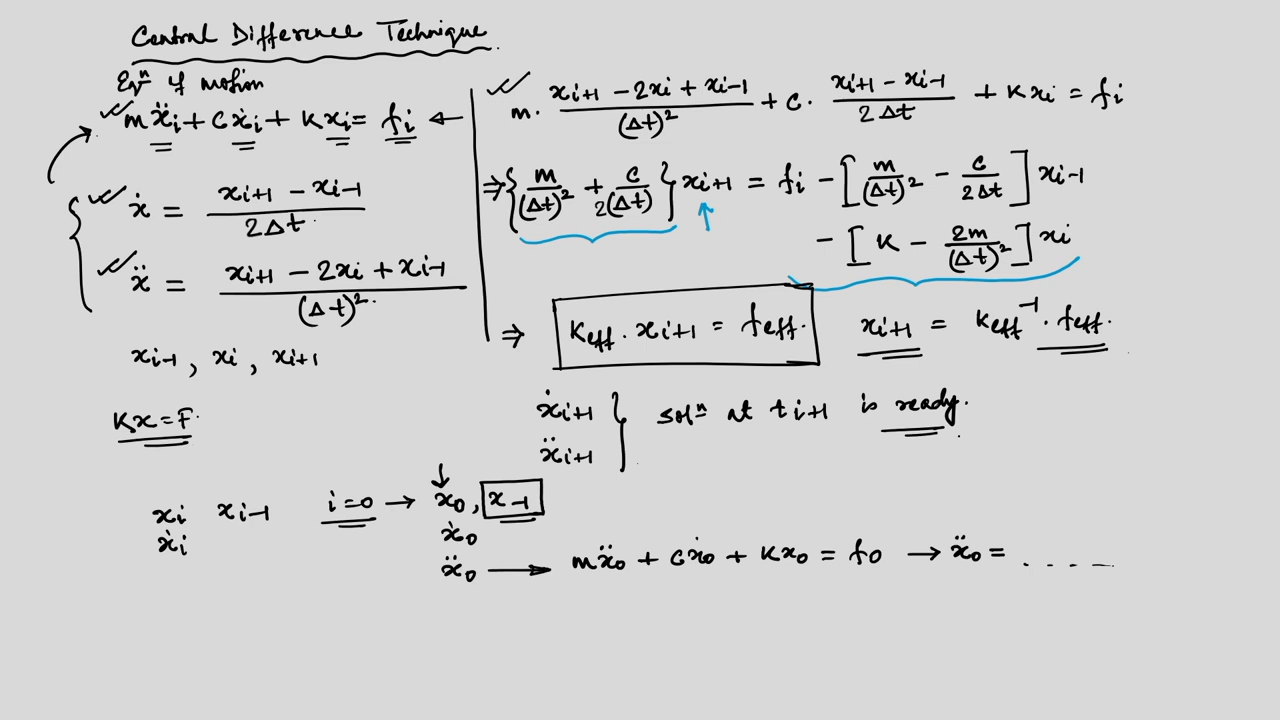 Central Difference Technique
Eqⁿ of motion
mẍi + cẋi + kxi = fi
ẋ = (xi+1 − xi−1) / 2Δt
ẍ = (xi+1 − 2xi + xi−1) / (Δt)²
xi−1, xi, xi+1
Kx = F
m. (xi+1 − 2xi + xi−1) / (Δt)² + c. (xi+1 − xi−1) / 2Δt + Kxi = fi
⇒ { m/(Δt)² + c/2(Δt) } xi+1 = fi − [ m/(Δt)² − c/2Δt ] xi−1
− [ K − 2m/(Δt)² ] xi
⇒ Keff . xi+1 = feff. xi+1 = Keff⁻¹ . feff.
ẋi+1
ẍi+1 } solⁿ at ti+1 is ready.
xi xi−1 i=0 → x0, x−1
ẋi ẋ0
ẍ0 → mẍ0 + cẋ0 + Kx0 = f0 → ẍ0 = . . . .